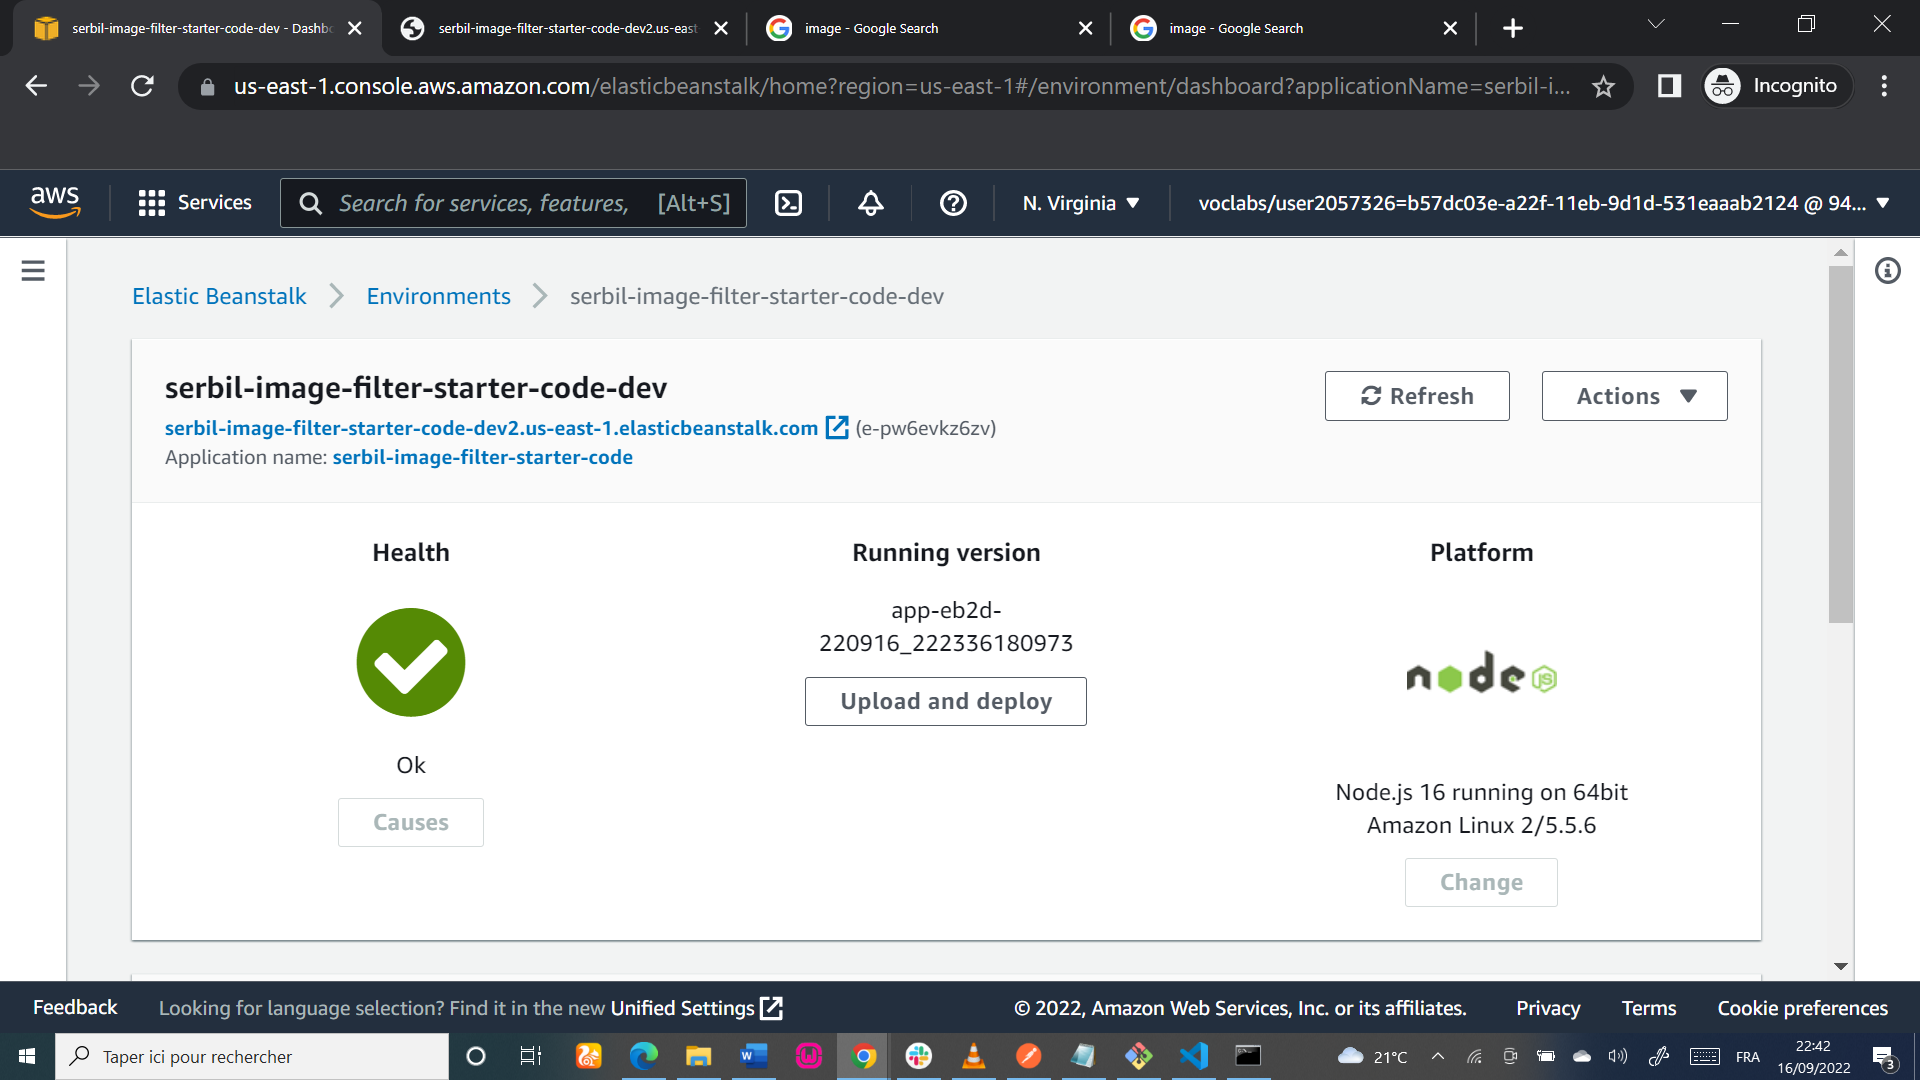 serbil-image-filter-starter-code-dev - Dashbo
serbil-image-filter-starter-code-dev2.us-east
image - Google Search
image - Google Search
us-east-1.console.aws.amazon.com/elasticbeanstalk/home?region=us-east-1#/environment/dashboard?applicationName=serbil-i...
Incognito
aws
Services
Search for services, features,
[Alt+S]
N. Virginia
voclabs/user2057326=b57dc03e-a22f-11eb-9d1d-531eaaab2124 @ 94...
Elastic Beanstalk
Environments
serbil-image-filter-starter-code-dev
serbil-image-filter-starter-code-dev
serbil-image-filter-starter-code-dev2.us-east-1.elasticbeanstalk.com (e-pw6evkz6zv)
Application name: serbil-image-filter-starter-code
Refresh
Actions
Health
Ok
Causes
Running version
app-eb2d-
220916_222336180973
Upload and deploy
Platform
node JS
Node.js 16 running on 64bit
Amazon Linux 2/5.5.6
Change
Feedback
Looking for language selection? Find it in the new Unified Settings
© 2022, Amazon Web Services, Inc. or its affiliates.
Privacy
Terms
Cookie preferences
Taper ici pour rechercher
21°C
FRA
22:42
16/09/2022
3